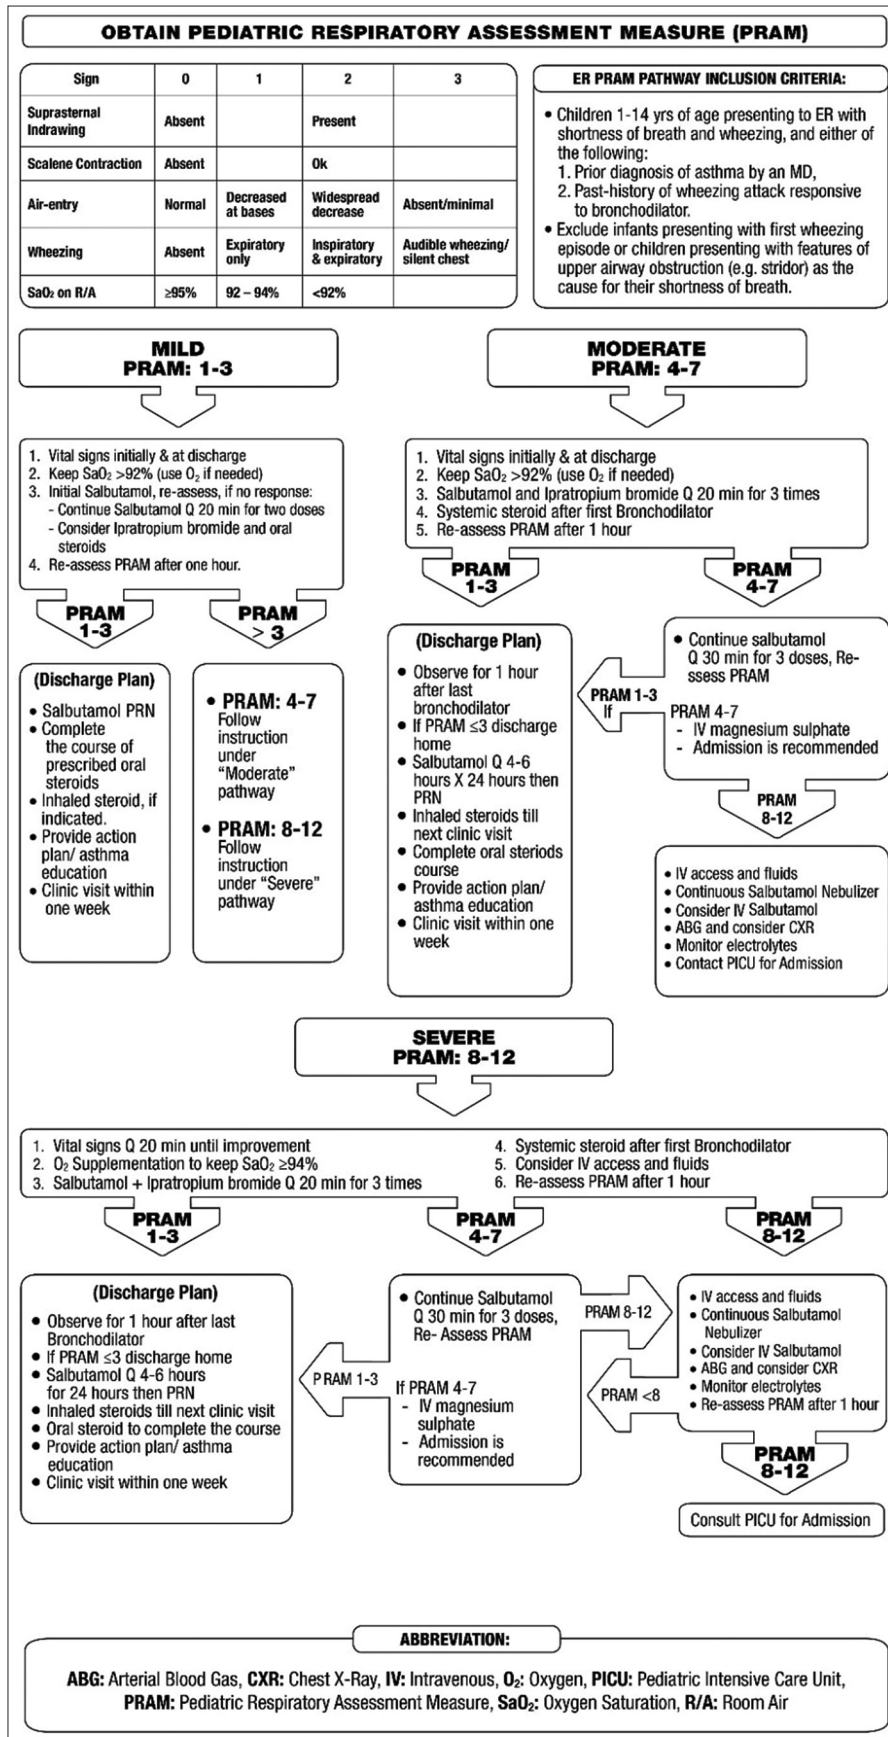 OBTAIN PEDIATRIC RESPIRATORY ASSESSMENT MEASURE (PRAM)
Sign 0 1 2 3
Suprasternal
Indrawing Absent Present
Scalene Contraction Absent Ok
Air-entry Normal Decreased at bases Widespread decrease Absent/minimal
Wheezing Absent Expiratory only Inspiratory & expiratory Audible wheezing/ silent chest
SaO₂ on R/A ≥95% 92 – 94% <92%
ER PRAM PATHWAY INCLUSION CRITERIA:
• Children 1-14 yrs of age presenting to ER with
shortness of breath and wheezing, and either of
the following:
1. Prior diagnosis of asthma by an MD,
2. Past-history of wheezing attack responsive
to bronchodilator.
• Exclude infants presenting with first wheezing
episode or children presenting with features of
upper airway obstruction (e.g. stridor) as the
cause for their shortness of breath.
MILD
PRAM: 1-3
1. Vital signs initially & at discharge
2. Keep SaO₂ >92% (use O₂ if needed)
3. Initial Salbutamol, re-assess, if no response:
- Continue Salbutamol Q 20 min for two doses
- Consider Ipratropium bromide and oral
steroids
4. Re-assess PRAM after one hour.
PRAM
1-3
(Discharge Plan)
• Salbutamol PRN
• Complete
the course of
prescribed oral
steroids
• Inhaled steroid, if
indicated.
• Provide action
plan/ asthma
education
• Clinic visit within
one week
PRAM
> 3
• PRAM: 4-7
Follow
instruction
under
“Moderate”
pathway
• PRAM: 8-12
Follow
instruction
under “Severe”
pathway
MODERATE
PRAM: 4-7
1. Vital signs initially & at discharge
2. Keep SaO₂ >92% (use O₂ if needed)
3. Salbutamol and Ipratropium bromide Q 20 min for 3 times
4. Systemic steroid after first Bronchodilator
5. Re-assess PRAM after 1 hour
PRAM
1-3
(Discharge Plan)
• Observe for 1 hour
after last
bronchodilator
• If PRAM ≤3 discharge
home
• Salbutamol Q 4-6
hours X 24 hours then
PRN
• Inhaled steroids till
next clinic visit
• Complete oral steriods
course
• Provide action plan/
asthma education
• Clinic visit within one
week
PRAM
4-7
• Continue salbutamol
Q 30 min for 3 doses, Re-
ssess PRAM
PRAM 1-3
If PRAM 4-7
- IV magnesium sulphate
- Admission is recommended
PRAM
8-12
• IV access and fluids
• Continuous Salbutamol Nebulizer
• Consider IV Salbutamol
• ABG and consider CXR
• Monitor electrolytes
• Contact PICU for Admission
SEVERE
PRAM: 8-12
1. Vital signs Q 20 min until improvement
2. O₂ Supplementation to keep SaO₂ ≥94%
3. Salbutamol + Ipratropium bromide Q 20 min for 3 times
4. Systemic steroid after first Bronchodilator
5. Consider IV access and fluids
6. Re-assess PRAM after 1 hour
PRAM
1-3
(Discharge Plan)
• Observe for 1 hour after last
Bronchodilator
• If PRAM ≤3 discharge home
• Salbutamol Q 4-6 hours
for 24 hours then PRN
• Inhaled steroids till next clinic visit
• Oral steroid to complete the course
• Provide action plan/ asthma
education
• Clinic visit within one week
PRAM 1-3
PRAM
4-7
• Continue Salbutamol
Q 30 min for 3 doses,
Re- Assess PRAM
If PRAM 4-7
- IV magnesium
sulphate
- Admission is
recommended
PRAM 8-12
PRAM <8
PRAM
8-12
• IV access and fluids
• Continuous Salbutamol
Nebulizer
• Consider IV Salbutamol
• ABG and consider CXR
• Monitor electrolytes
• Re-assess PRAM after 1 hour
PRAM
8-12
Consult PICU for Admission
ABBREVIATION:
ABG: Arterial Blood Gas, CXR: Chest X-Ray, IV: Intravenous, O₂: Oxygen, PICU: Pediatric Intensive Care Unit,
PRAM: Pediatric Respiratory Assessment Measure, SaO₂: Oxygen Saturation, R/A: Room Air